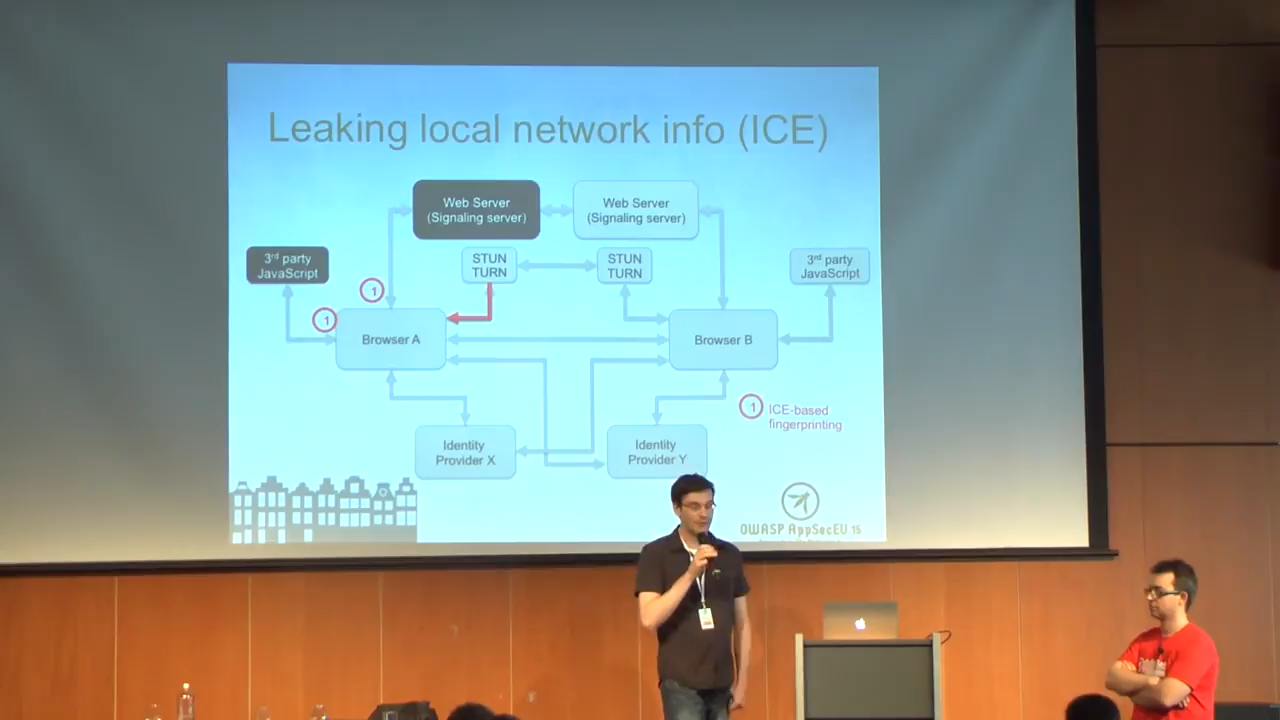 Leaking local network info (ICE)
Web Server
(Signaling server)
Web Server
(Signaling server)
3rd party
JavaScript
STUN
TURN
STUN
TURN
3rd party
JavaScript
1
1
Browser A
Browser B
1
ICE-based
fingerprinting
Identity
Provider X
Identity
Provider Y
OWASP AppSecEU 15